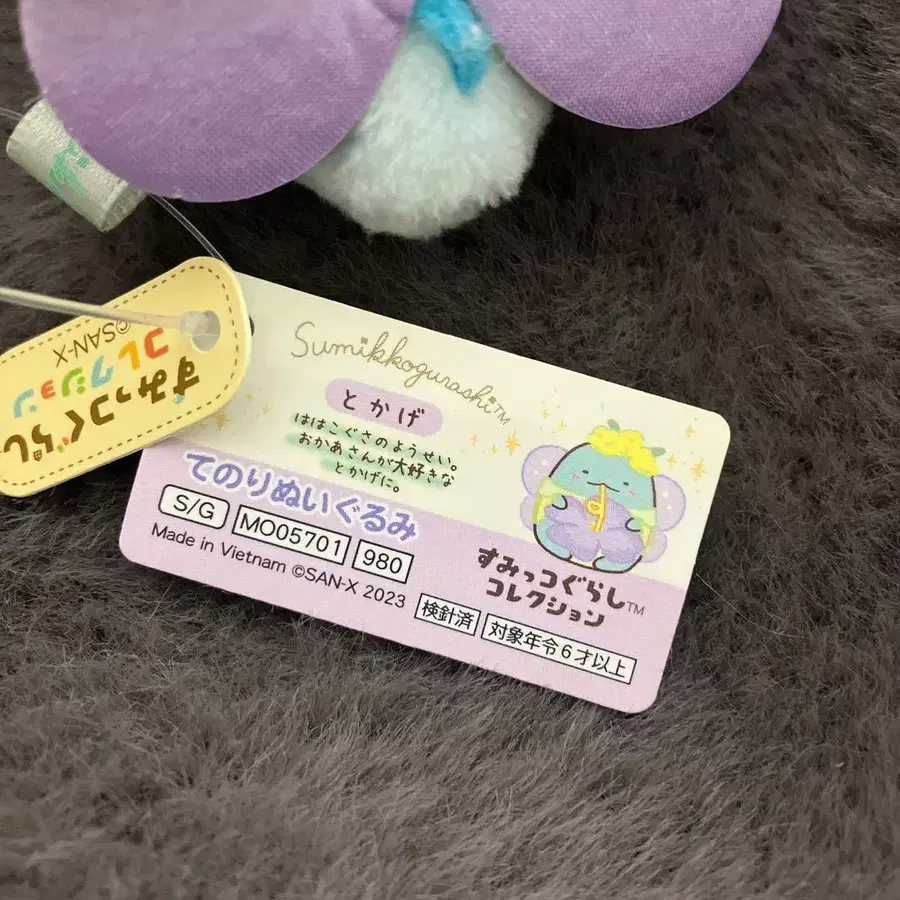 Sumikkogurashi™
とかげ
ははこぐさのようせい。
おかあさんが大好きな
とかげに。
てのりぬいぐるみ
S/G MO05701 980
Made in Vietnam ©SAN-X 2023
すみっコぐらし™
コレクション
検針済 対象年令6才以上
すみっコぐらし
コレクション
©SAN-X